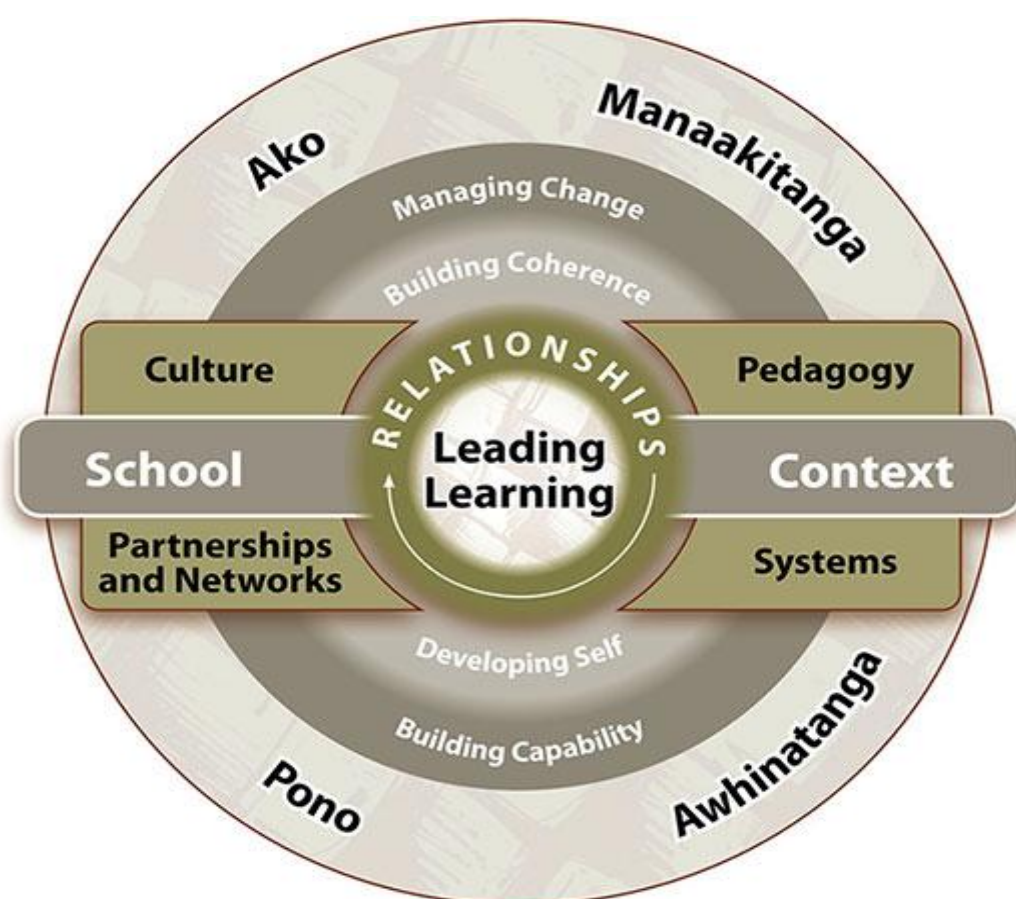 Ako
Manaakitanga
Managing Change
Building Coherence
Culture
RELATIONSHIPS
Pedagogy
School
Leading
Learning
Context
Partnerships
and Networks
Systems
Developing Self
Building Capability
Pono
Awhinatanga